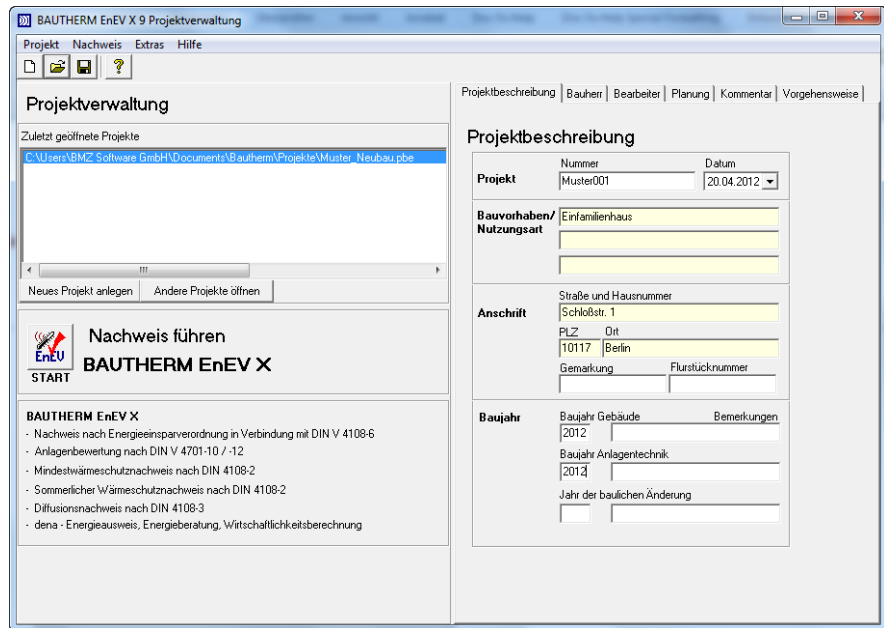 BAUTHERM EnEV X 9 Projektverwaltung
Projekt Nachweis Extras Hilfe
Projektverwaltung
Zuletzt geöffnete Projekte
C:\Users\BMZ Software GmbH\Documents\Bautherm\Projekte\Muster_Neubau.pbe
Neues Projekt anlegen
Andere Projekte öffnen
EnEV
START
Nachweis führen
BAUTHERM EnEV X
BAUTHERM EnEV X
- Nachweis nach Energieeinsparverordnung in Verbindung mit DIN V 4108-6
- Anlagenbewertung nach DIN V 4701-10 / -12
- Mindestwärmeschutznachweis nach DIN 4108-2
- Sommerlicher Wärmeschutznachweis nach DIN 4108-2
- Diffusionsnachweis nach DIN 4108-3
- dena - Energieausweis, Energieberatung, Wirtschaftlichkeitsberechnung
Projektbeschreibung Bauherr Bearbeiter Planung Kommentar Vorgehensweise
Projektbeschreibung
Nummer Datum
Projekt Muster001 20.04.2012
Bauvorhaben/ Einfamilienhaus
Nutzungsart
Straße und Hausnummer
Anschrift Schloßstr. 1
PLZ Ort
10117 Berlin
Gemarkung Flurstücknummer
Baujahr Baujahr Gebäude Bemerkungen
2012
Baujahr Anlagentechnik
2012
Jahr der baulichen Änderung